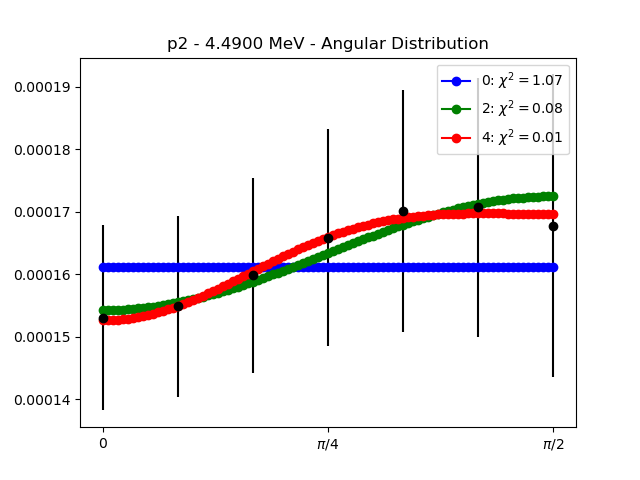 p2 - 4.4900 MeV - Angular Distribution
0: χ² = 1.07
2: χ² = 0.08
4: χ² = 0.01
0.00019
0.00018
0.00017
0.00016
0.00015
0.00014
0 π/4 π/2